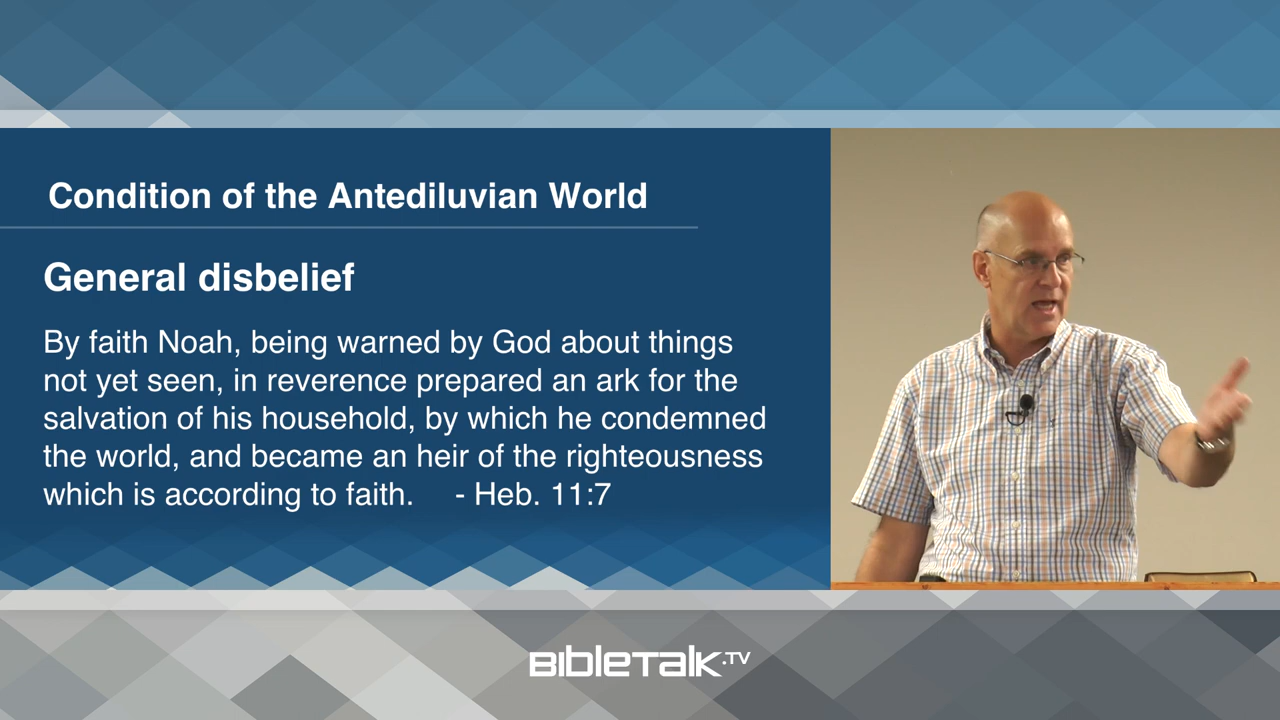 Condition of the Antediluvian World
General disbelief
By faith Noah, being warned by God about things
not yet seen, in reverence prepared an ark for the
salvation of his household, by which he condemned
the world, and became an heir of the righteousness
which is according to faith. - Heb. 11:7
BIBLETALK.TV